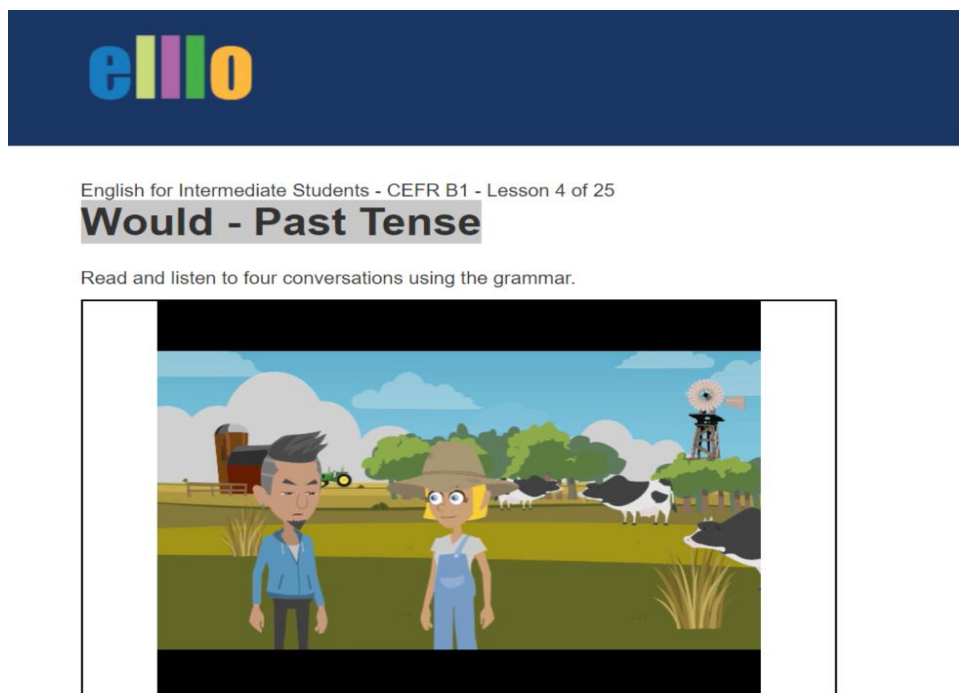 elllo
English for Intermediate Students - CEFR B1 - Lesson 4 of 25
Would - Past Tense
Read and listen to four conversations using the grammar.